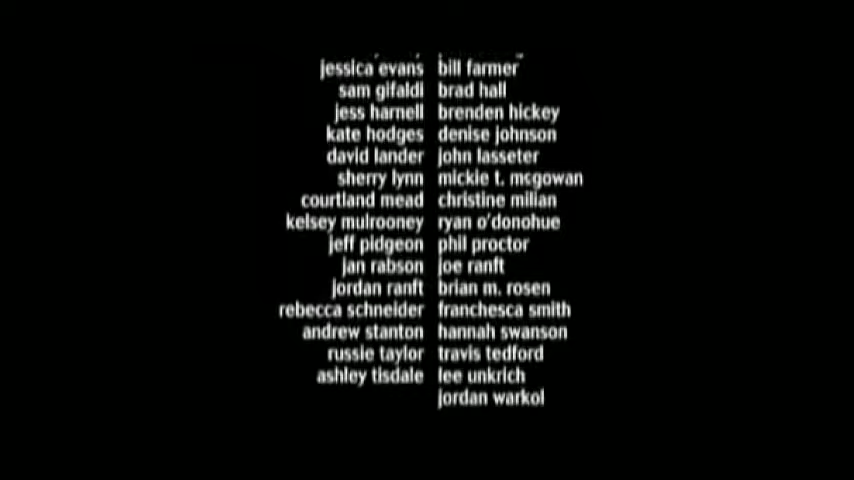 jessica evans bill farmer
sam gifaldi brad hall
jess harnell brenden hickey
kate hodges denise johnson
david lander john lasseter
sherry lynn mickie t. mcgowan
courtland mead christine milian
kelsey mulrooney ryan o'donohue
jeff pidgeon phil proctor
jan rabson joe ranft
jordan ranft brian m. rosen
rebecca schneider franchesca smith
andrew stanton hannah swanson
russie taylor travis tedford
ashley tisdale lee unkrich
jordan warkol